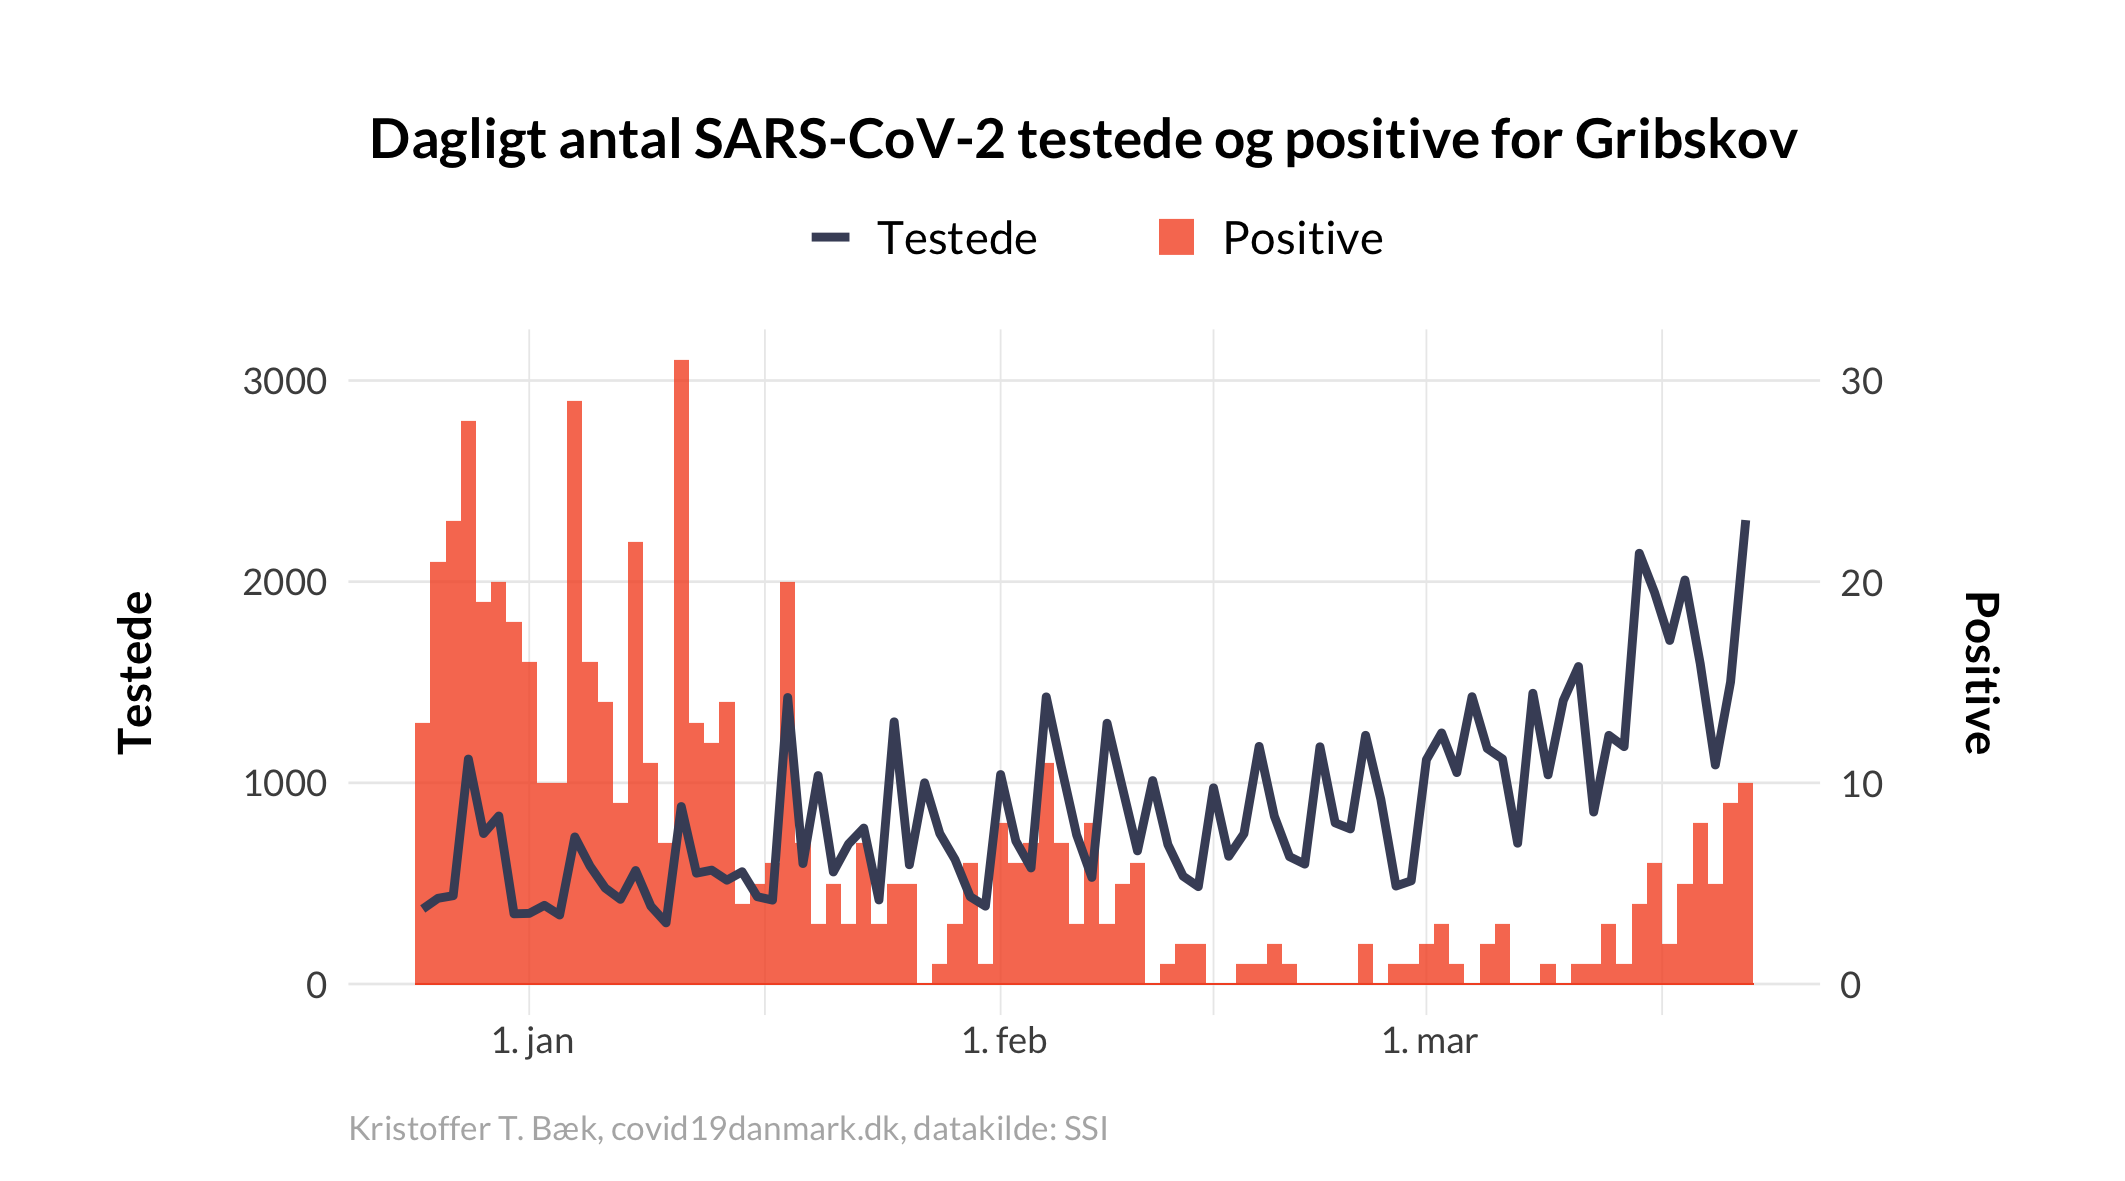 Dagligt antal SARS-CoV-2 testede og positive for Gribskov
Testede
Positive
3000
2000
1000
0
30
20
10
0
Testede
Positive
1. jan
1. feb
1. mar
Kristoffer T. Bæk, covid19danmark.dk, datakilde: SSI